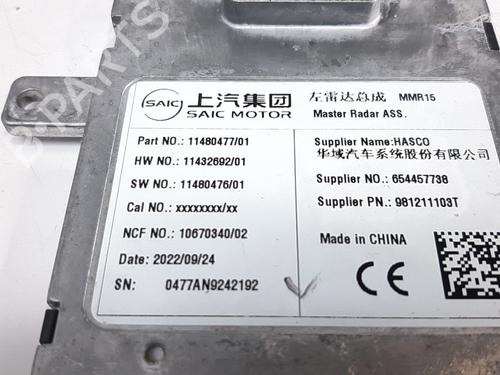 SAIC 上汽集团 左雷达总成 MMR15
SAIC MOTOR Master Radar ASS.
Part NO.: 11480477/01 Supplier Name:HASCO
华域汽车系统股份有限公司
HW NO.: 11432692/01
SW NO.: 11480476/01 Supplier NO.: 654457738
Cal NO.: xxxxxxxx/xx Supplier PN.: 981211103T
NCF NO.: 10670340/02 Made in CHINA
Date: 2022/09/24
SN: 0477AN9242192 CE
B-PARTS